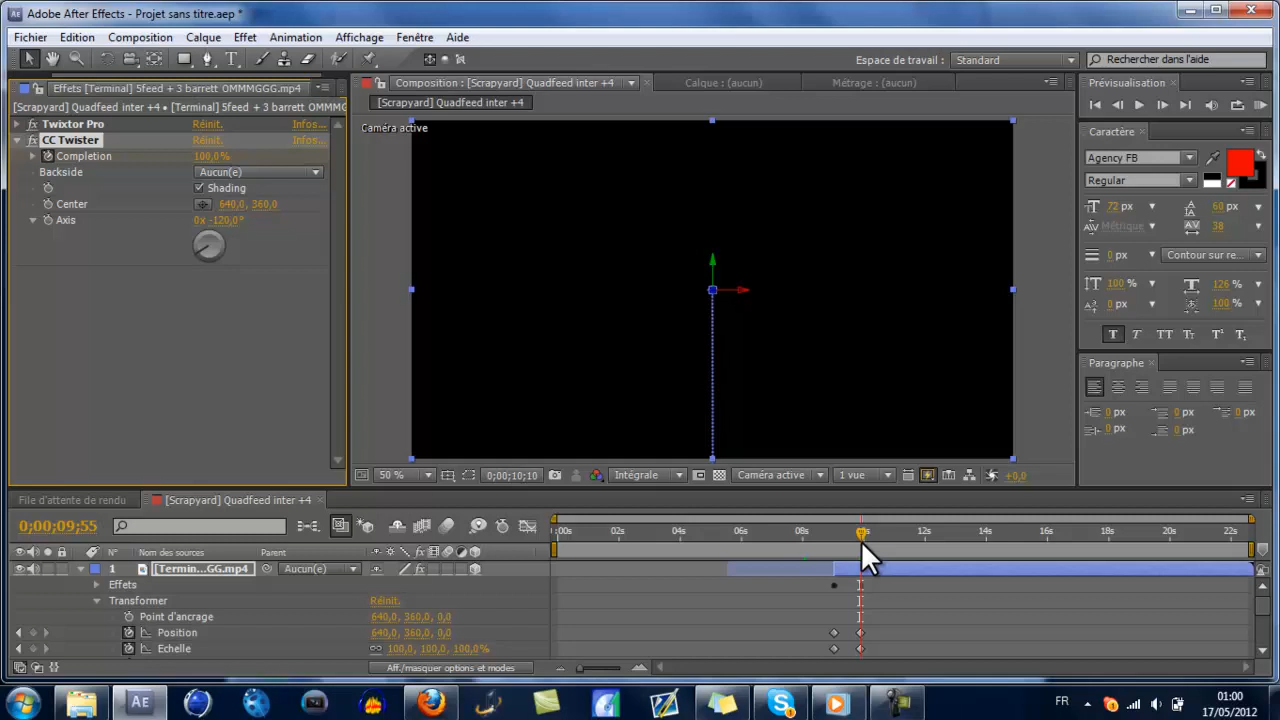 Adobe After Effects - Projet sans titre.aep *
Fichier Edition Composition Calque Effet Animation Affichage Fenêtre Aide
Espace de travail : Standard Rechercher dans l'aide
Effets [Terminal] 5feed + 3 barrett OMMMGGG.mp4
[Scrapyard] Quadfeed inter +4 • [Terminal] 5feed + 3 barrett OMMMG
Twixtor Pro Réinit. Infos...
CC Twister Réinit. Infos...
Completion 100,0%
Backside Aucun(e)
Shading
Center 640,0, 360,0
Axis 0x -120,0°
Composition : [Scrapyard] Quadfeed inter +4 Calque : (aucun) Métrage : (aucun)
[Scrapyard] Quadfeed inter +4
Caméra active
50 % 0;00;10;10 Intégrale Caméra active 1 vue +0,0
Prévisualisation
Caractère
Agency FB
Regular
72 px 60 px
Métrique 38
0 px Contour sur re...
100 % 126 %
0 px 100 %
T T TT Tт T¹ T₁
Paragraphe
0 px 0 px 0 px
0 px 0 px
File d'attente de rendu [Scrapyard] Quadfeed inter +4
0;00;09;55
:00s 02s 04s 06s 08s 12s 14s 16s 18s 20s 22s
N° Nom des sources Parent
1 [Termin...GG.mp4 Aucun(e)
Effets
Transformer Réinit.
Point d'ancrage 640,0, 360,0, 0,0
Position 640,0, 360,0, 0,0
Echelle 100,0, 100,0, 100,0%
Aff./masquer options et modes
AE FR 01:00
17/05/2012